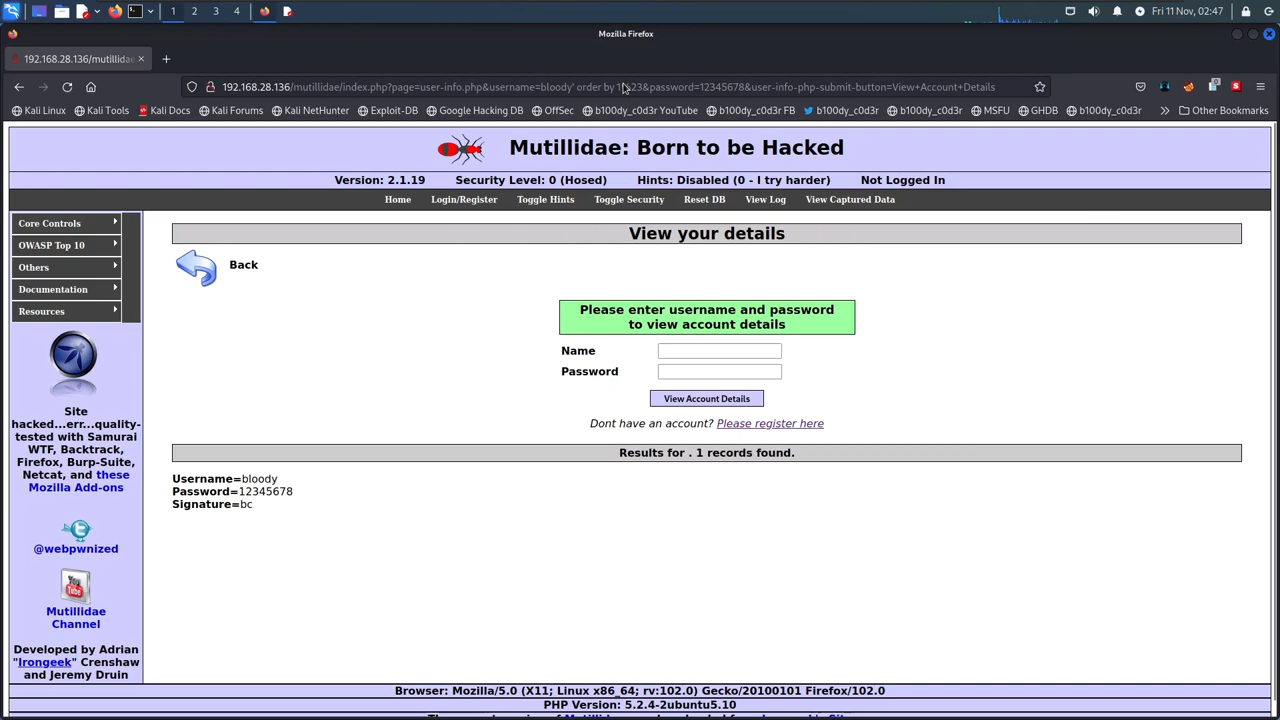 1 2 3 4 Fri 11 Nov, 02:47
Mozilla Firefox
192.168.28.136/mutillidae
192.168.28.136/mutillidae/index.php?page=user-info.php&username=bloody' order by &password=12345678&user-info-php-submit-button=View+Account+Details
Kali Linux Kali Tools Kali Docs Kali Forums Kali NetHunter Exploit-DB Google Hacking DB OffSec b100dy_c0d3r YouTube b100dy_c0d3r FB b100dy_c0d3r b100dy_c0d3r MSFU GHDB b100dy_c0d3r Other Bookmarks
Mutillidae: Born to be Hacked
Version: 2.1.19 Security Level: 0 (Hosed) Hints: Disabled (0 - I try harder) Not Logged In
Home Login/Register Toggle Hints Toggle Security Reset DB View Log View Captured Data
Core Controls
OWASP Top 10
Others
Documentation
Resources
Site
hacked...err...quality-
tested with Samurai
WTF, Backtrack,
Firefox, Burp-Suite,
Netcat, and these
Mozilla Add-ons
@webpwnized
You
Tube
Mutillidae
Channel
Developed by Adrian
"Irongeek" Crenshaw
and Jeremy Druin
View your details
Back
Please enter username and password
to view account details
Name
Password
View Account Details
Dont have an account? Please register here
Results for . 1 records found.
Username=bloody
Password=12345678
Signature=bc
Browser: Mozilla/5.0 (X11; Linux x86_64; rv:102.0) Gecko/20100101 Firefox/102.0
PHP Version: 5.2.4-2ubuntu5.10